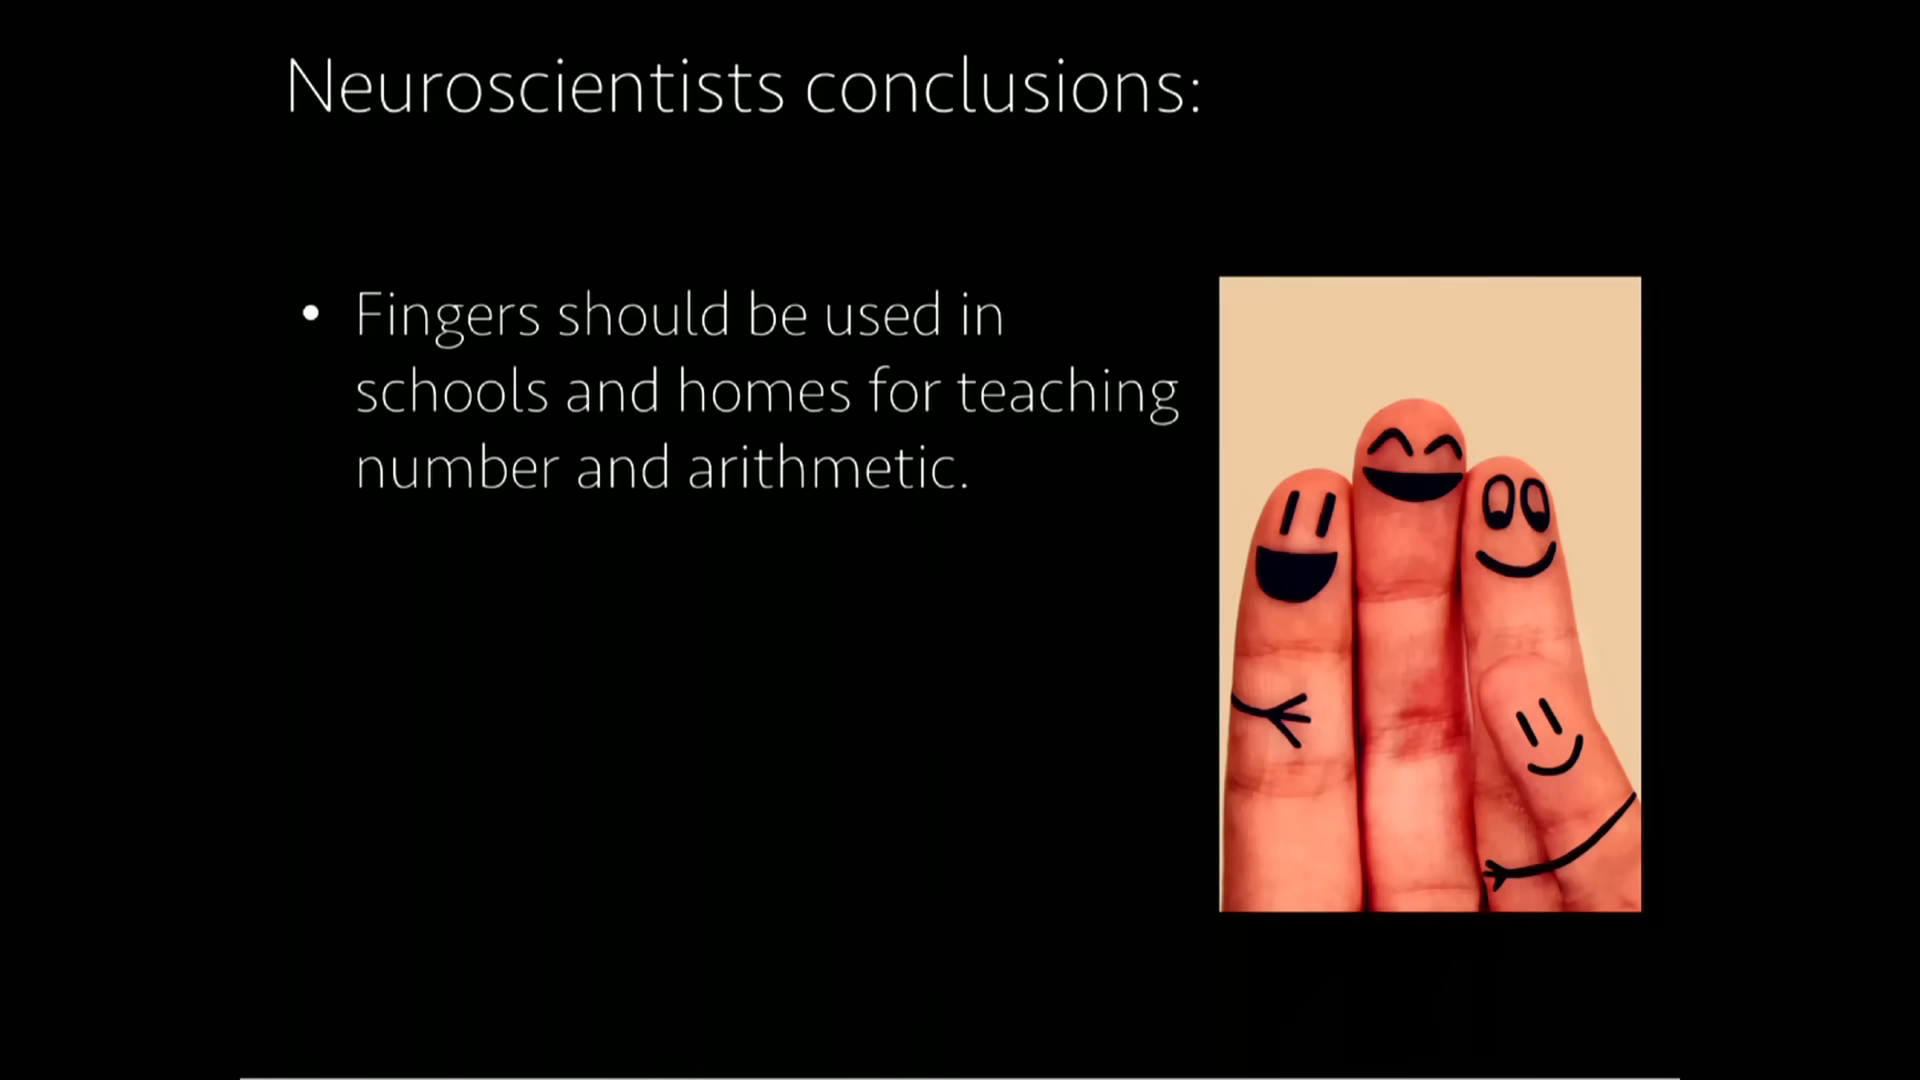 Neuroscientists conclusions:
• Fingers should be used in
schools and homes for teaching
number and arithmetic.